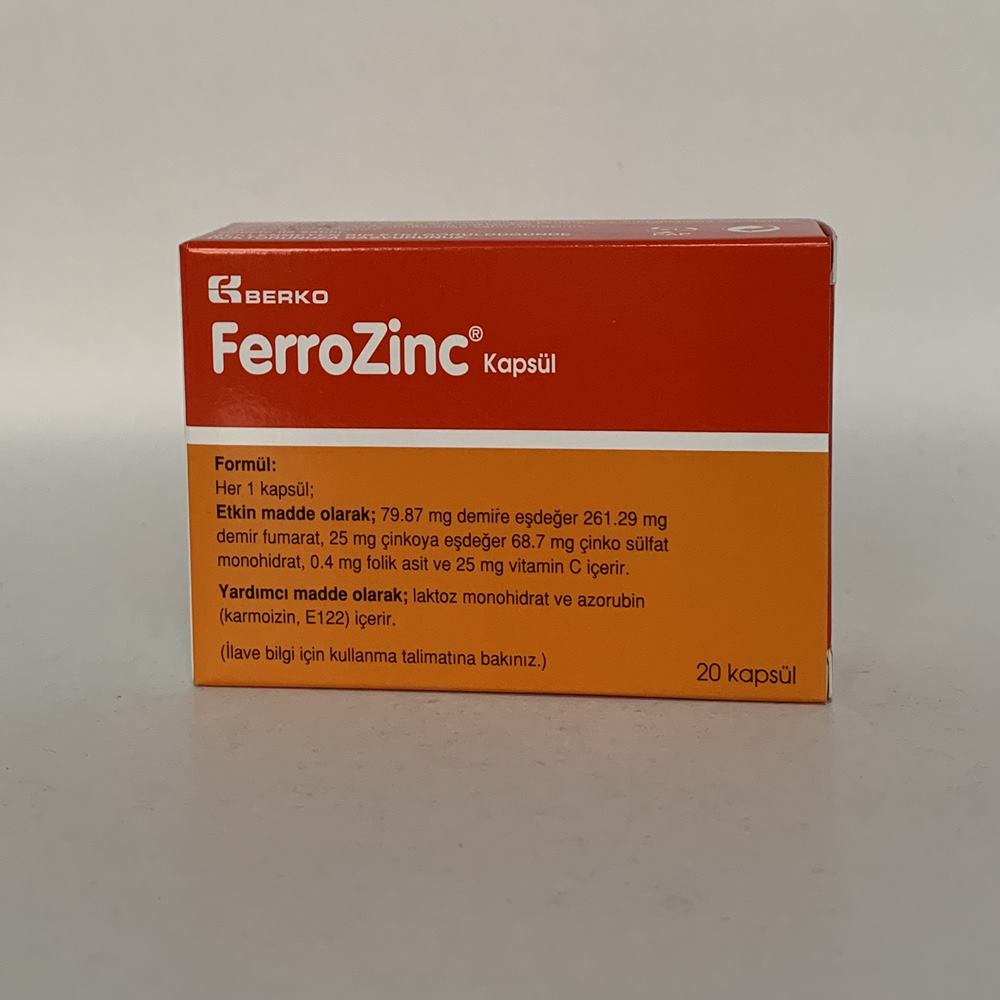 BERKO
FerroZinc® Kapsül
Formül:
Her 1 kapsül;
Etkin madde olarak; 79.87 mg demire eşdeğer 261.29 mg
demir fumarat, 25 mg çinkoya eşdeğer 68.7 mg çinko sülfat
monohidrat, 0.4 mg folik asit ve 25 mg vitamin C içerir.
Yardımcı madde olarak; laktoz monohidrat ve azorubin
(karmoizin, E122) içerir.
(İlave bilgi için kullanma talimatına bakınız.)
20 kapsül